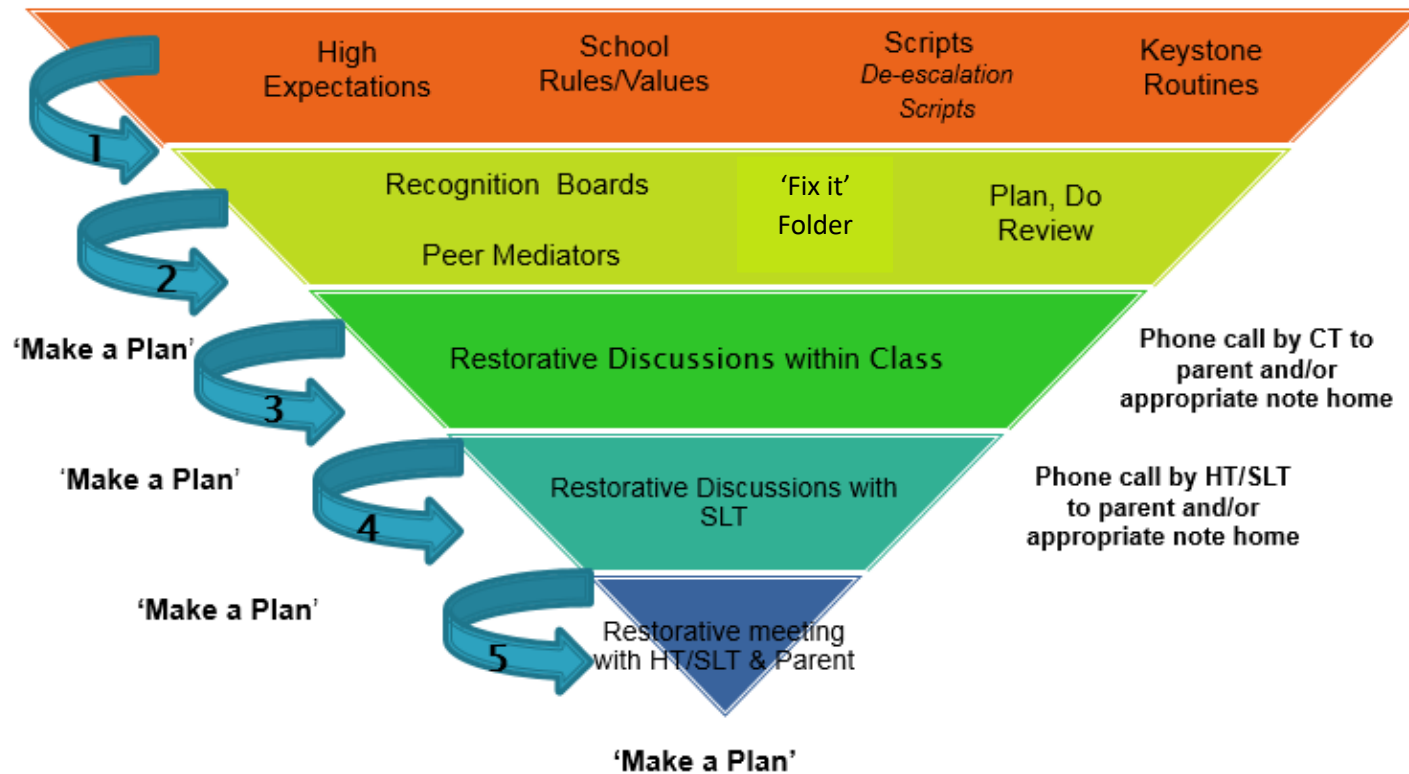 High
Expectations
School
Rules/Values
Scripts
De-escalation
Scripts
Keystone
Routines
1
Recognition Boards
Peer Mediators
'Fix it'
Folder
Plan, Do
Review
2
'Make a Plan'
Restorative Discussions within Class
Phone call by CT to
parent and/or
appropriate note home
3
'Make a Plan'
Restorative Discussions with
SLT
Phone call by HT/SLT
to parent and/or
appropriate note home
4
'Make a Plan'
Restorative meeting
with HT/SLT & Parent
5
'Make a Plan'